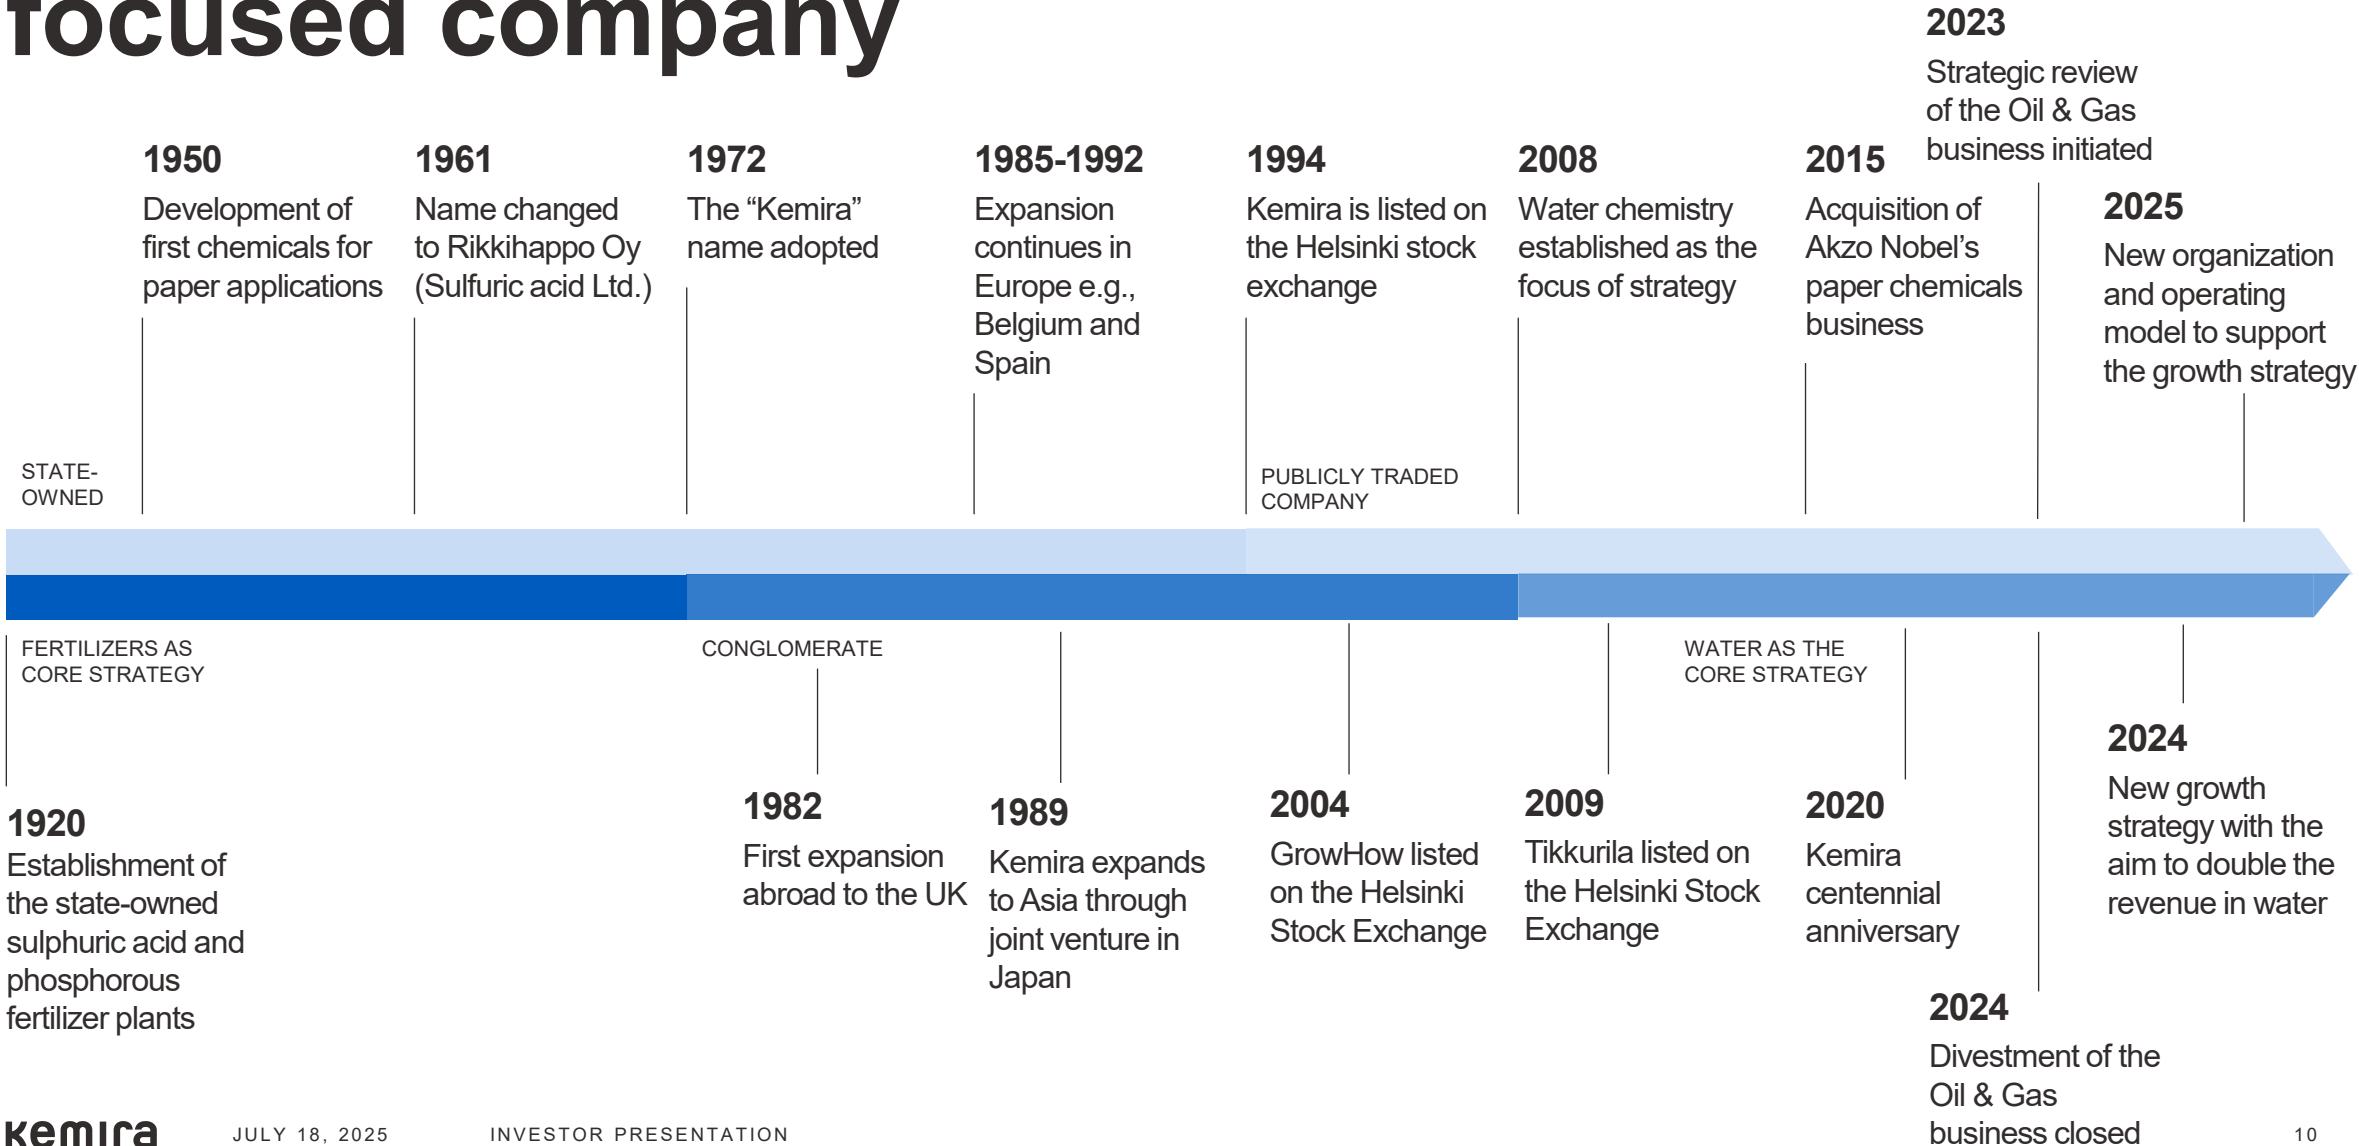 focused company
2023
Strategic review
of the Oil & Gas
business initiated
1950
Development of
first chemicals for
paper applications
1961
Name changed
to Rikkihappo Oy
(Sulfuric acid Ltd.)
1972
The “Kemira”
name adopted
1985-1992
Expansion
continues in
Europe e.g.,
Belgium and
Spain
1994
Kemira is listed on
the Helsinki stock
exchange
2008
Water chemistry
established as the
focus of strategy
2015
Acquisition of
Akzo Nobel’s
paper chemicals
business
2025
New organization
and operating
model to support
the growth strategy
STATE-
OWNED
PUBLICLY TRADED
COMPANY
FERTILIZERS AS
CORE STRATEGY
CONGLOMERATE
WATER AS THE
CORE STRATEGY
1920
Establishment of
the state-owned
sulphuric acid and
phosphorous
fertilizer plants
1982
First expansion
abroad to the UK
1989
Kemira expands
to Asia through
joint venture in
Japan
2004
GrowHow listed
on the Helsinki
Stock Exchange
2009
Tikkurila listed on
the Helsinki Stock
Exchange
2020
Kemira
centennial
anniversary
2024
New growth
strategy with the
aim to double the
revenue in water
2024
Divestment of the
Oil & Gas
business closed
kemira
JULY 18, 2025
INVESTOR PRESENTATION
10